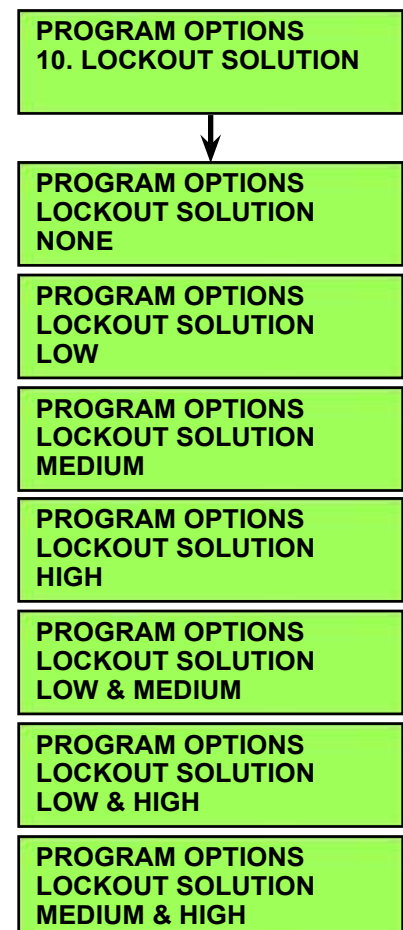 PROGRAM OPTIONS
10. LOCKOUT SOLUTION
PROGRAM OPTIONS
LOCKOUT SOLUTION
NONE
PROGRAM OPTIONS
LOCKOUT SOLUTION
LOW
PROGRAM OPTIONS
LOCKOUT SOLUTION
MEDIUM
PROGRAM OPTIONS
LOCKOUT SOLUTION
HIGH
PROGRAM OPTIONS
LOCKOUT SOLUTION
LOW & MEDIUM
PROGRAM OPTIONS
LOCKOUT SOLUTION
LOW & HIGH
PROGRAM OPTIONS
LOCKOUT SOLUTION
MEDIUM & HIGH